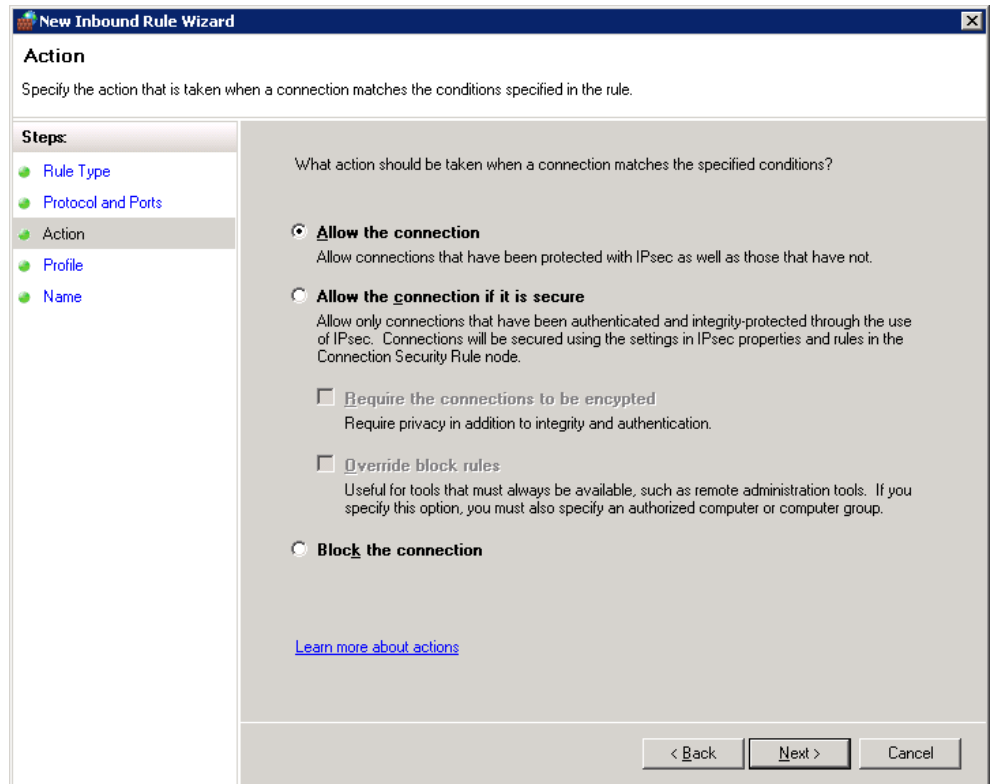 New Inbound Rule Wizard
Action
Specify the action that is taken when a connection matches the conditions specified in the rule.
Steps:
Rule Type
Protocol and Ports
Action
Profile
Name
What action should be taken when a connection matches the specified conditions?
Allow the connection
Allow connections that have been protected with IPsec as well as those that have not.
Allow the connection if it is secure
Allow only connections that have been authenticated and integrity-protected through the use
of IPsec. Connections will be secured using the settings in IPsec properties and rules in the
Connection Security Rule node.
Require the connections to be encrypted
Require privacy in addition to integrity and authentication.
Override block rules
Useful for tools that must always be available, such as remote administration tools. If you
specify this option, you must also specify an authorized computer or computer group.
Block the connection
Learn more about actions
< Back Next > Cancel